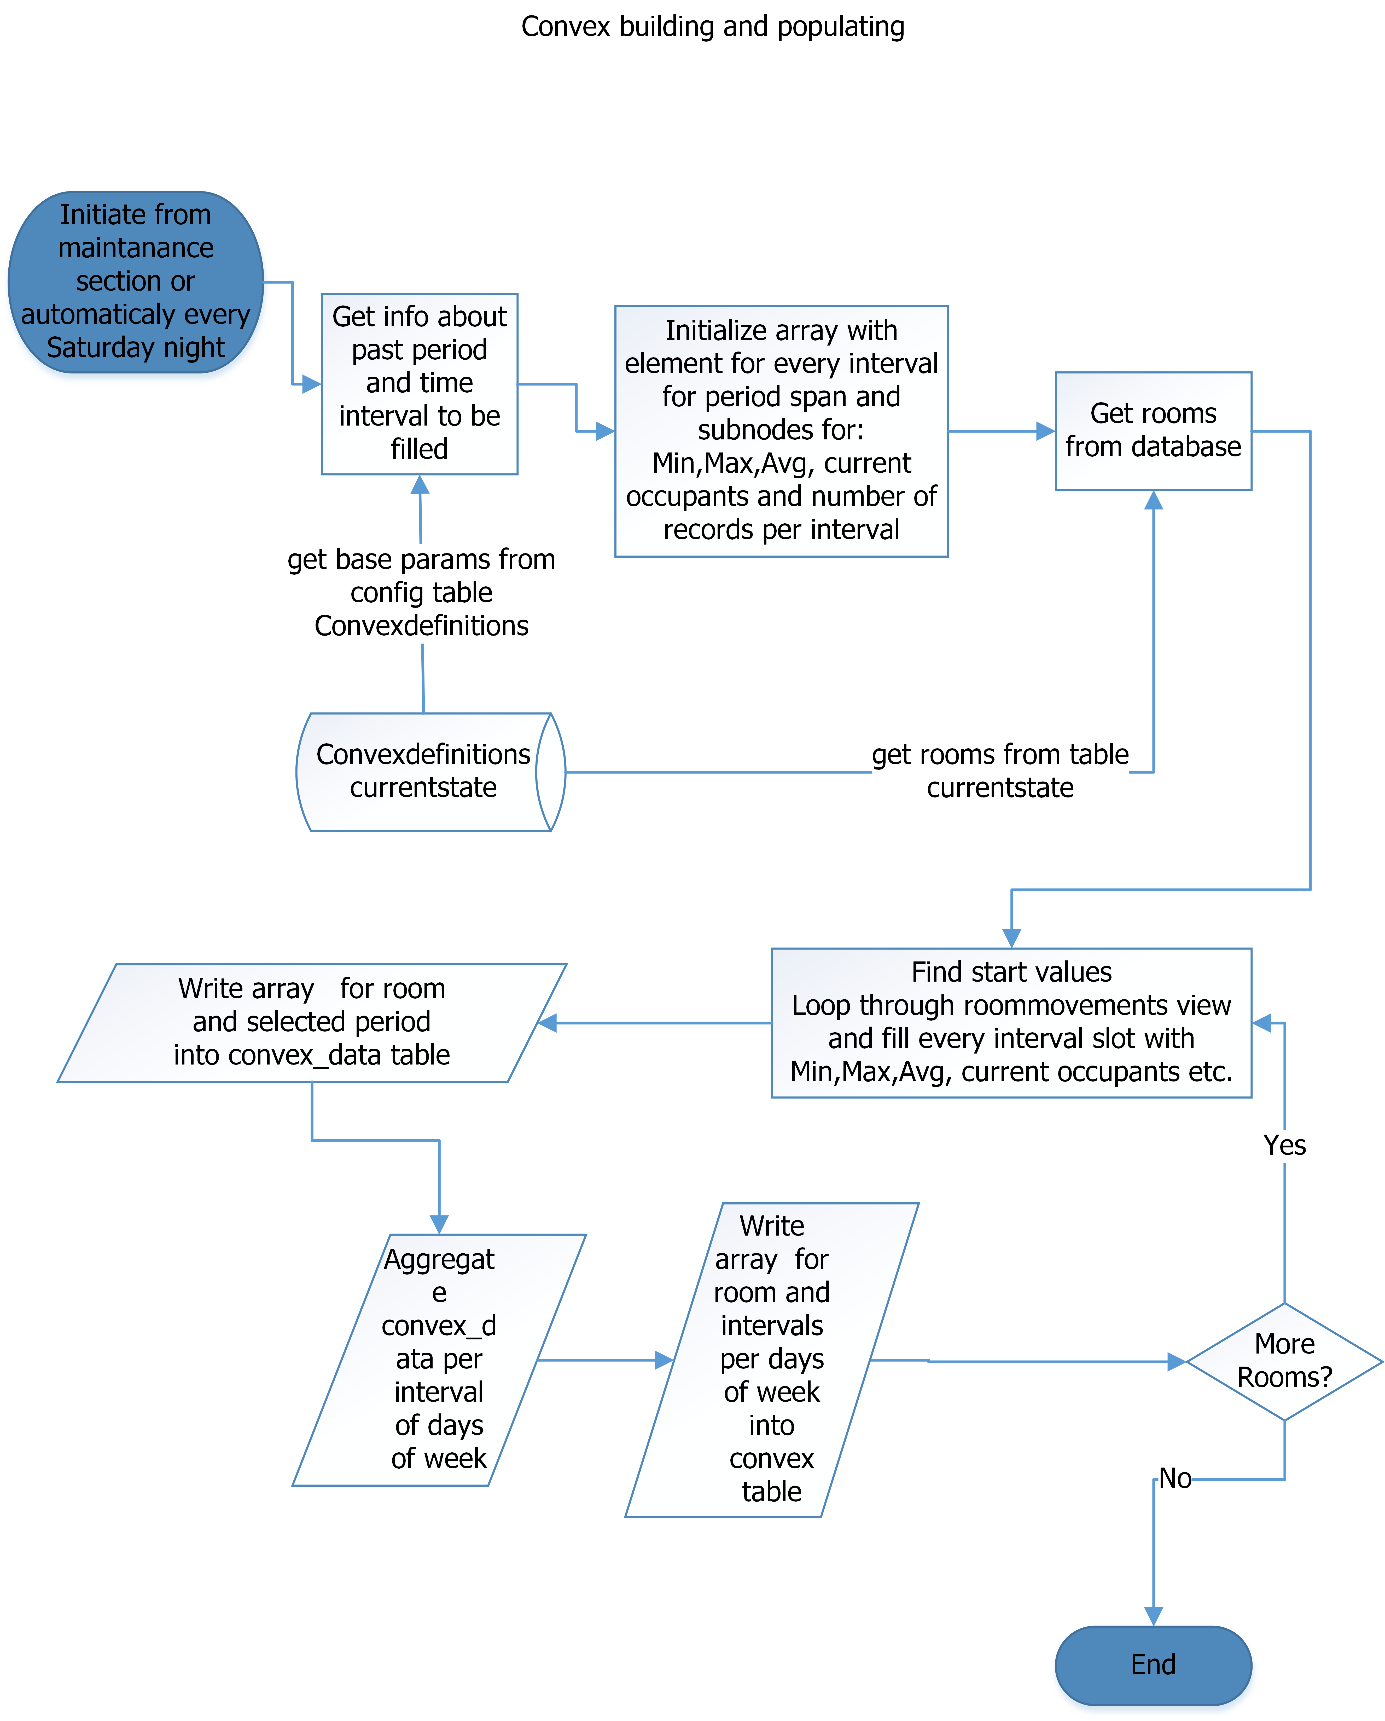 Convex building and populating
Initiate from
maintanance
section or
automaticaly every
Saturday night
Get info about
past period
and time
interval to be
filled
Initialize array with
element for every interval
for period span and
subnodes for:
Min,Max,Avg, current
occupants and number of
records per interval
Get rooms
from database
get base params from
config table
Convexdefinitions
Convexdefinitions
currentstate
get rooms from table
currentstate
Find start values
Loop through roommovements view
and fill every interval slot with
Min,Max,Avg, current occupants etc.
Write array   for room
and selected period
into convex_data table
Aggregat
e
convex_d
ata per
interval
of days
of week
Write
array  for
room and
intervals
per days
of week
into
convex
table
More
Rooms?
Yes
No
End